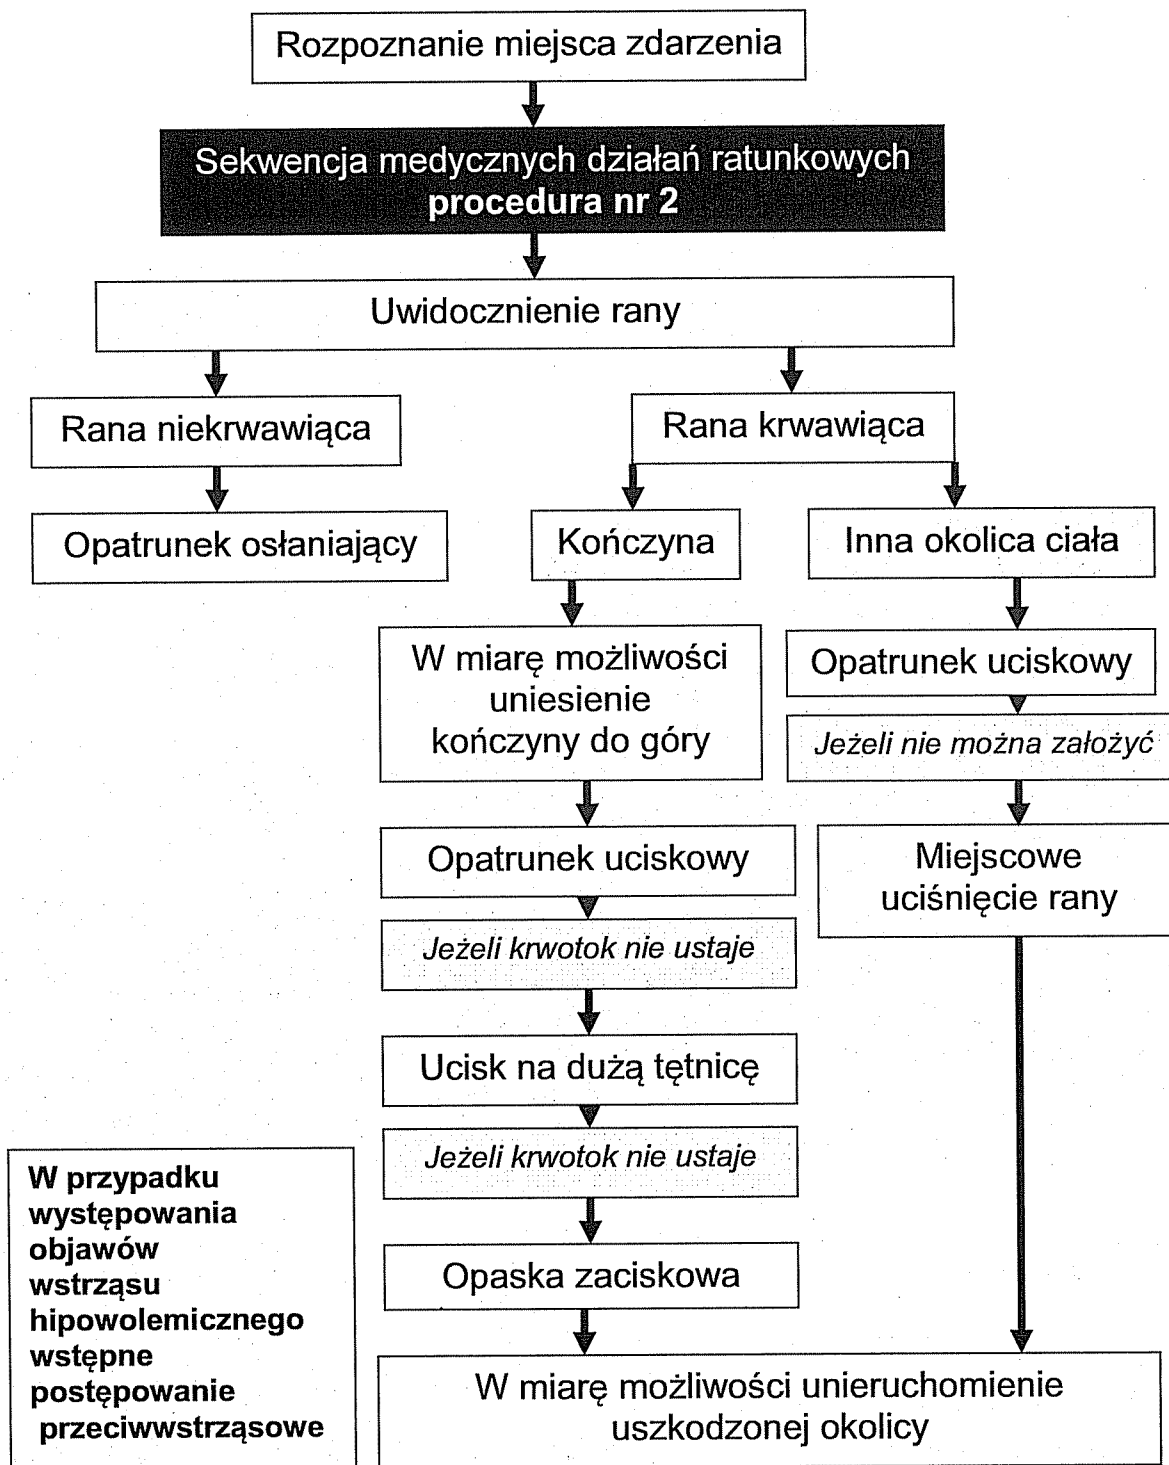 Rozpoznanie miejsca zdarzenia
Sekwencja medycznych działań ratunkowych
procedura nr 2
Uwidocznienie rany
Rana niekrwawiąca
Rana krwawiąca
Opatrunek osłaniający
Kończyna
Inna okolica ciała
W miarę możliwości
uniesienie
kończyny do góry
Opatrunek uciskowy
Jeżeli nie można założyć
Opatrunek uciskowy
Miejscowe
uciśnięcie rany
Jeżeli krwotok nie ustaje
Ucisk na dużą tętnicę
Jeżeli krwotok nie ustaje
Opaska zaciskowa
W przypadku
występowania
objawów
wstrząsu
hipowolemicznego
wstępne
postępowanie
przeciwwstrząsowe
W miarę możliwości unieruchomienie
uszkodzonej okolicy